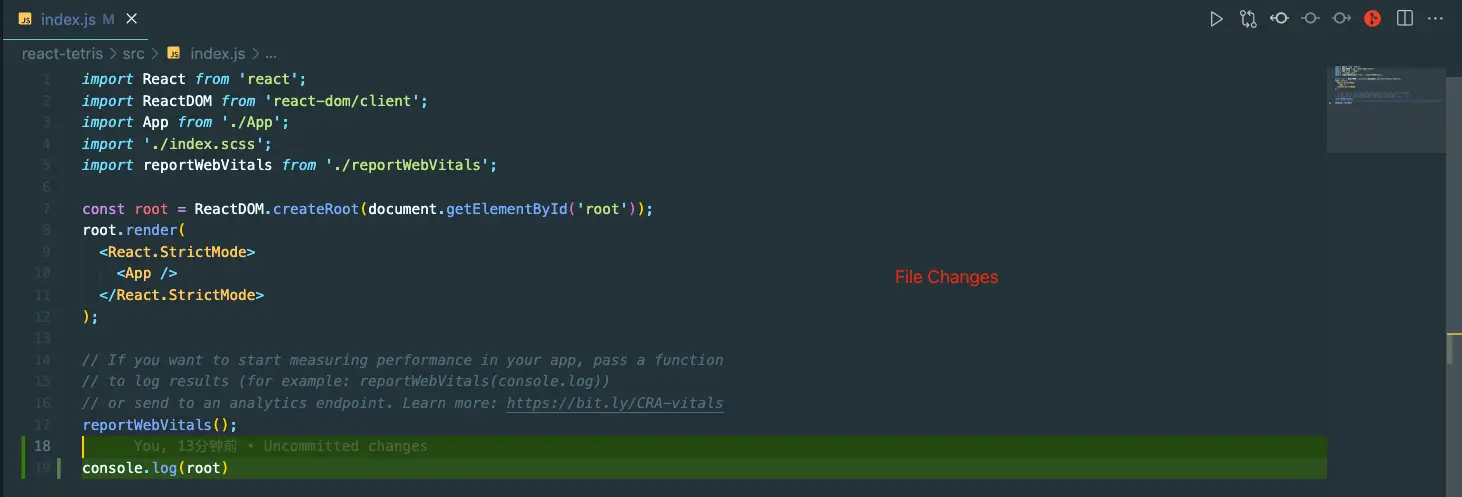 JS index.js M
react-tetris > src > JS index.js > ...
1 import React from 'react';
2 import ReactDOM from 'react-dom/client';
3 import App from './App';
4 import './index.scss';
5 import reportWebVitals from './reportWebVitals';
6
7 const root = ReactDOM.createRoot(document.getElementById('root'));
8 root.render(
9 <React.StrictMode>
10 <App />
11 </React.StrictMode>
File Changes
12 );
13
14 // If you want to start measuring performance in your app, pass a function
15 // to log results (for example: reportWebVitals(console.log))
16 // or send to an analytics endpoint. Learn more: https://bit.ly/CRA-vitals
17 reportWebVitals();
18 You, 13分钟前 • Uncommitted changes
19 console.log(root)